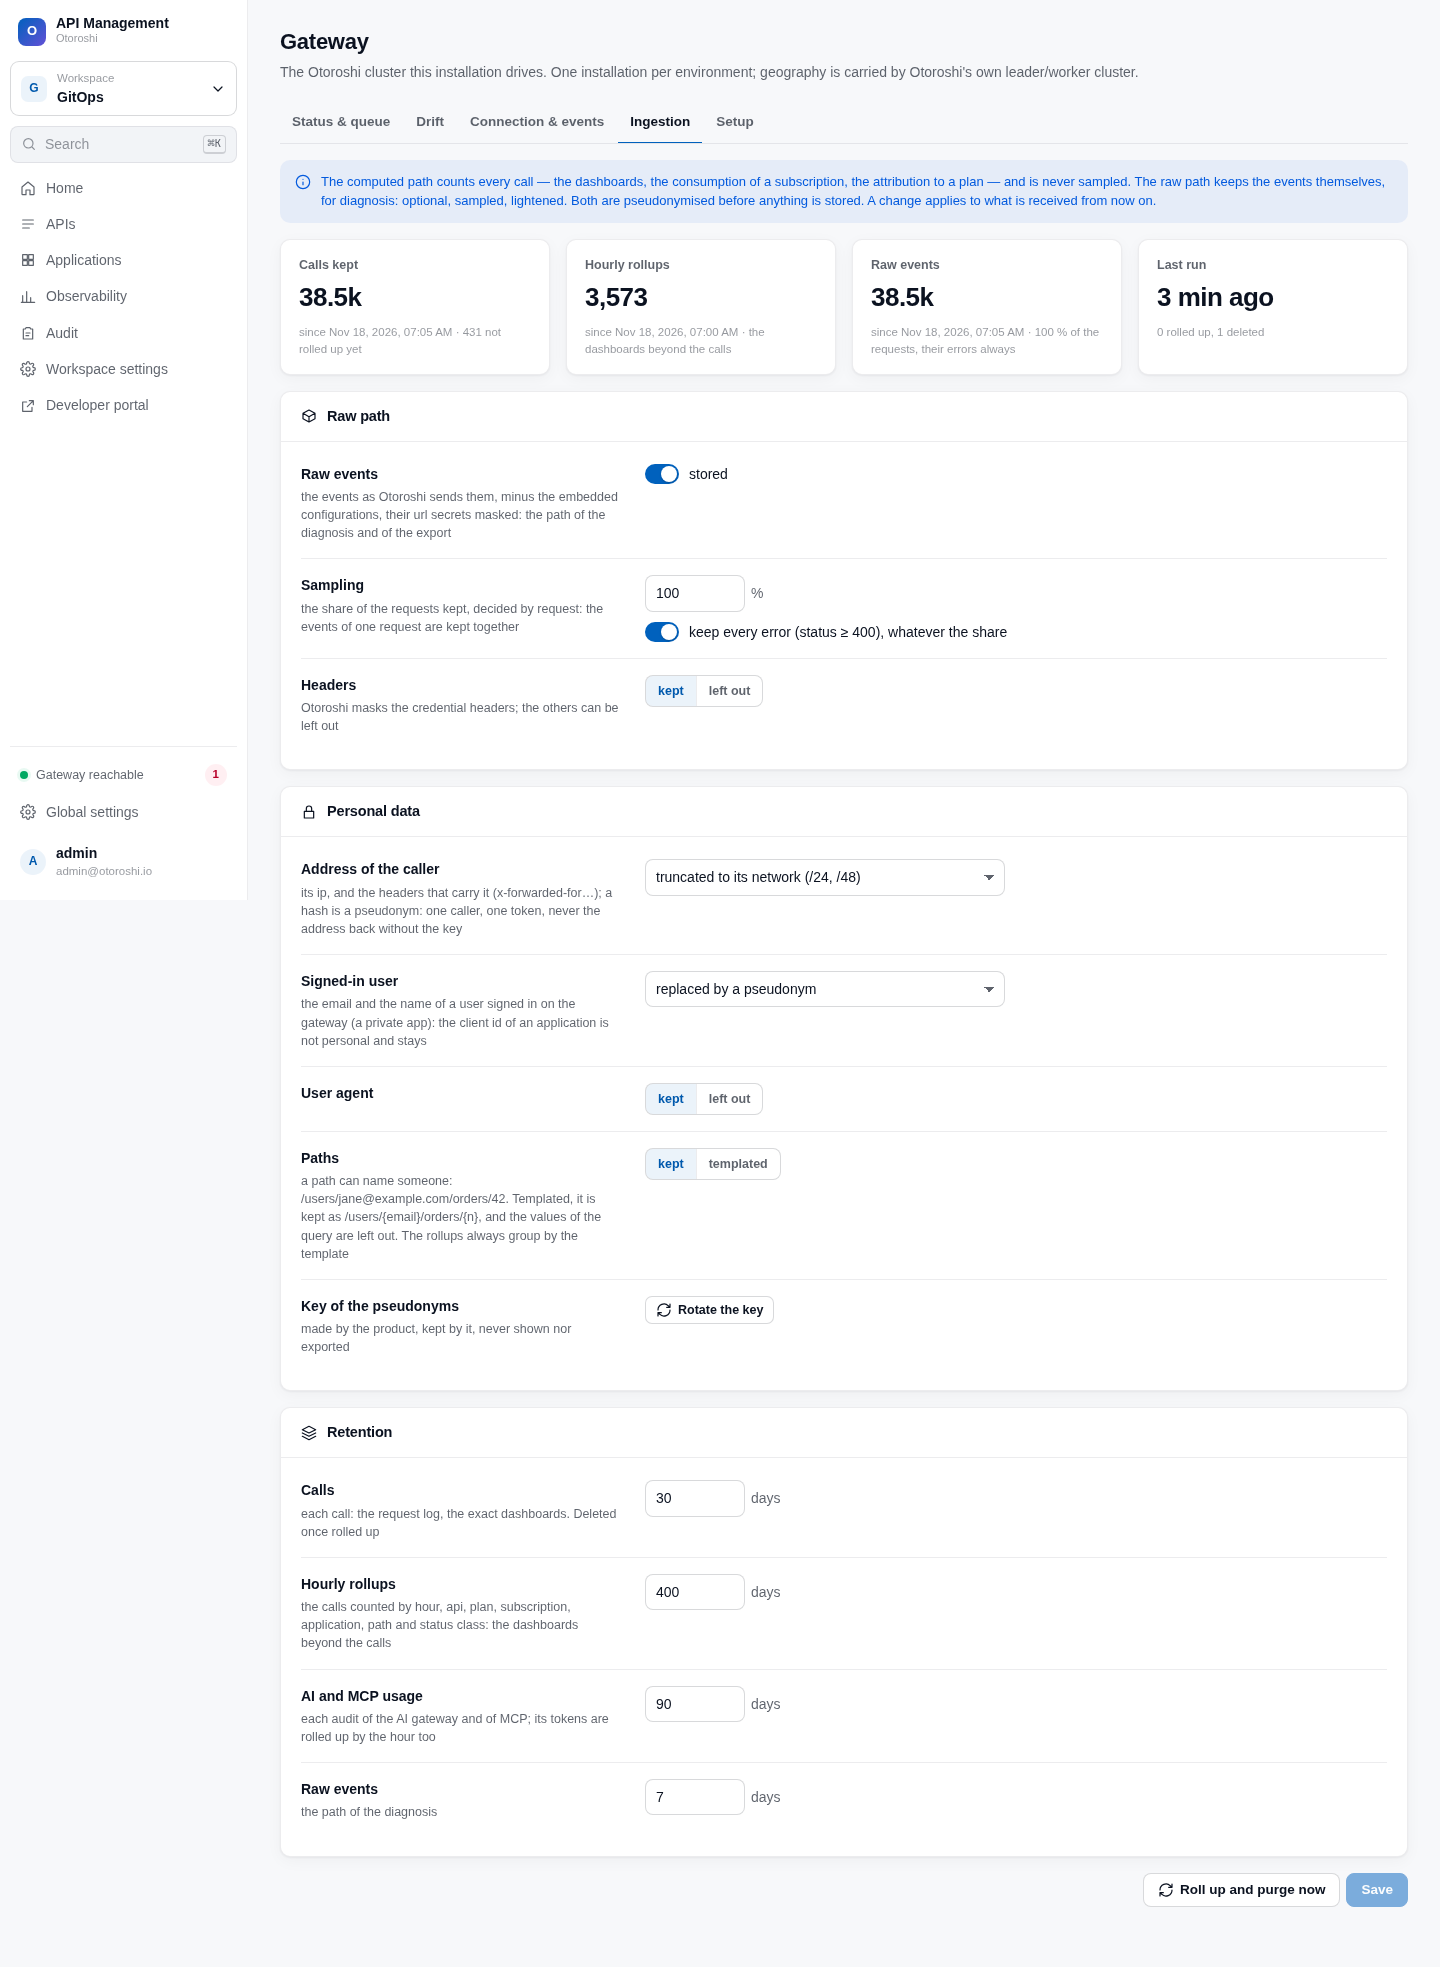 O
API Management
Otoroshi
G
Workspace
GitOps
Search
⌘K
Home
APIs
Applications
Observability
Audit
Workspace settings
Developer portal
Gateway reachable
1
Global settings
A
admin
admin@otoroshi.io
Gateway
The Otoroshi cluster this installation drives. One installation per environment; geography is carried by Otoroshi's own leader/worker cluster.
Status & queue
Drift
Connection & events
Ingestion
Setup
The computed path counts every call — the dashboards, the consumption of a subscription, the attribution to a plan — and is never sampled. The raw path keeps the events themselves,
for diagnosis: optional, sampled, lightened. Both are pseudonymised before anything is stored. A change applies to what is received from now on.
Calls kept
38.5k
since Nov 18, 2026, 07:05 AM · 431 not
rolled up yet
Hourly rollups
3,573
since Nov 18, 2026, 07:00 AM · the
dashboards beyond the calls
Raw events
38.5k
since Nov 18, 2026, 07:05 AM · 100 % of the
requests, their errors always
Last run
3 min ago
0 rolled up, 1 deleted
Raw path
Raw events
the events as Otoroshi sends them, minus the embedded
configurations, their url secrets masked: the path of the
diagnosis and of the export
stored
Sampling
the share of the requests kept, decided by request: the
events of one request are kept together
100
%
keep every error (status ≥ 400), whatever the share
Headers
Otoroshi masks the credential headers; the others can be
left out
kept
left out
Personal data
Address of the caller
its ip, and the headers that carry it (x-forwarded-for…); a
hash is a pseudonym: one caller, one token, never the
address back without the key
truncated to its network (/24, /48)
Signed-in user
the email and the name of a user signed in on the
gateway (a private app): the client id of an application is
not personal and stays
replaced by a pseudonym
User agent
kept
left out
Paths
a path can name someone:
/users/jane@example.com/orders/42. Templated, it is
kept as /users/{email}/orders/{n}, and the values of the
query are left out. The rollups always group by the
template
kept
templated
Key of the pseudonyms
made by the product, kept by it, never shown nor
exported
Rotate the key
Retention
Calls
each call: the request log, the exact dashboards. Deleted
once rolled up
30
days
Hourly rollups
the calls counted by hour, api, plan, subscription,
application, path and status class: the dashboards
beyond the calls
400
days
AI and MCP usage
each audit of the AI gateway and of MCP; its tokens are
rolled up by the hour too
90
days
Raw events
the path of the diagnosis
7
days
Roll up and purge now
Save